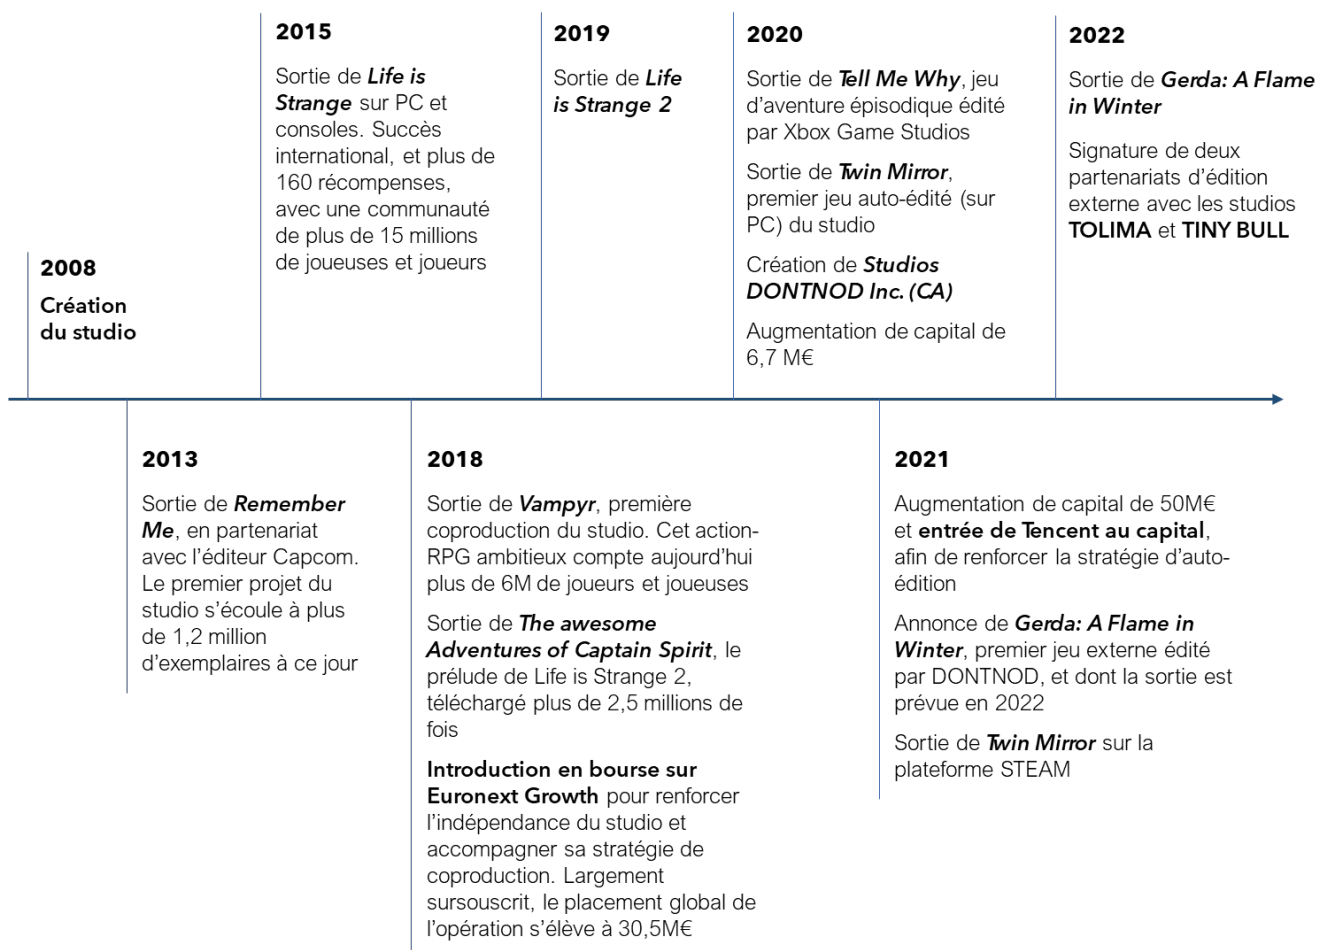 2008
Création
du studio
2013
Sortie de Remember
Me, en partenariat
avec l’éditeur Capcom.
Le premier projet du
studio s’écoule à plus
de 1,2 million
d’exemplaires à ce jour
2015
Sortie de Life is
Strange sur PC et
consoles. Succès
international, et plus de
160 récompenses,
avec une communauté
de plus de 15 millions
de joueuses et joueurs
2018
Sortie de Vampyr, première
coproduction du studio. Cet action-
RPG ambitieux compte aujourd’hui
plus de 6M de joueurs et joueuses
Sortie de The awesome
Adventures of Captain Spirit, le
prélude de Life is Strange 2,
téléchargé plus de 2,5 millions de
fois
Introduction en bourse sur
Euronext Growth pour renforcer
l’indépendance du studio et
accompagner sa stratégie de
coproduction. Largement
sursouscrit, le placement global de
l’opération s’élève à 30,5M€
2019
Sortie de Life
is Strange 2
2020
Sortie de Tell Me Why, jeu
d’aventure épisodique édité
par Xbox Game Studios
Sortie de Twin Mirror,
premier jeu auto-édité (sur
PC) du studio
Création de Studios
DONTNOD Inc. (CA)
Augmentation de capital de
6,7 M€
2021
Augmentation de capital de 50M€
et entrée de Tencent au capital,
afin de renforcer la stratégie d’auto-
édition
Annonce de Gerda: A Flame in
Winter, premier jeu externe édité
par DONTNOD, et dont la sortie est
prévue en 2022
Sortie de Twin Mirror sur la
plateforme STEAM
2022
Sortie de Gerda: A Flame
in Winter
Signature de deux
partenariats d’édition
externe avec les studios
TOLIMA et TINY BULL